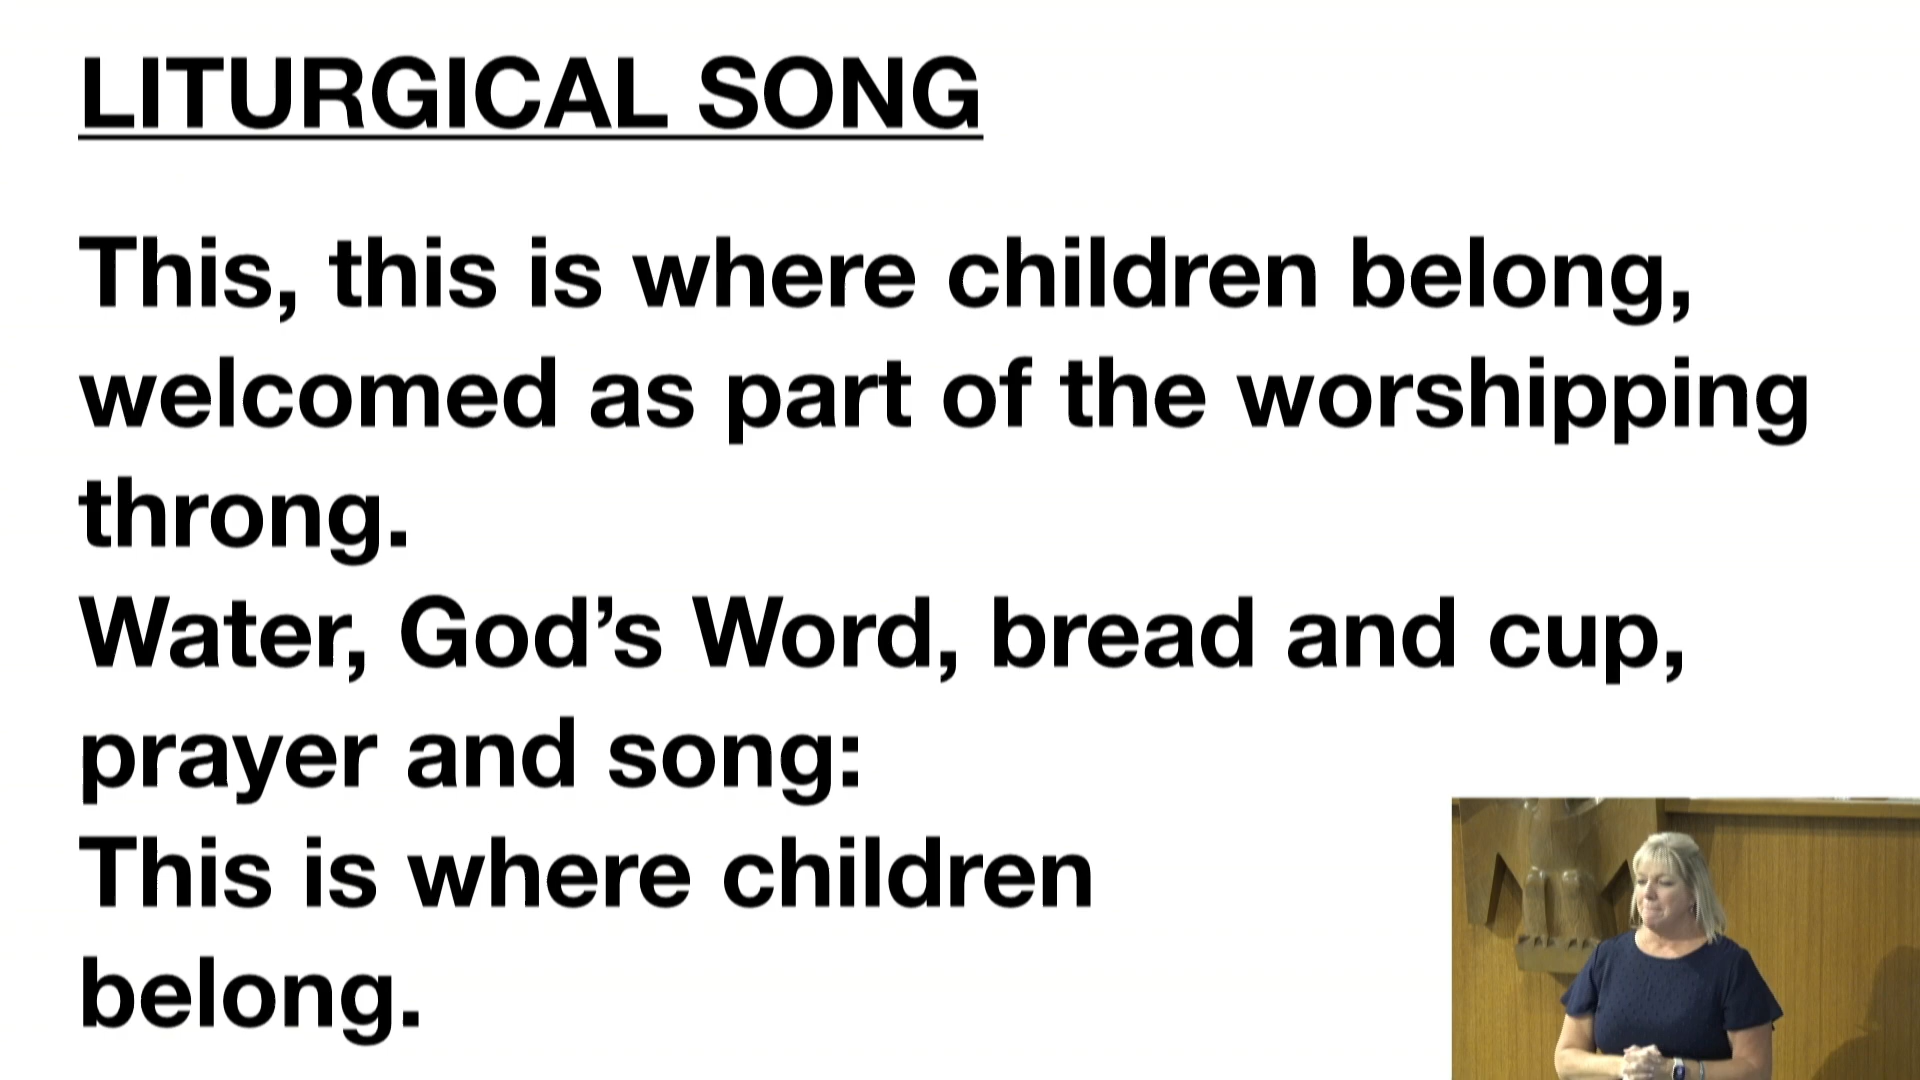 LITURGICAL SONG
This, this is where children belong,
welcomed as part of the worshipping
throng.
Water, God’s Word, bread and cup,
prayer and song:
This is where children
belong.